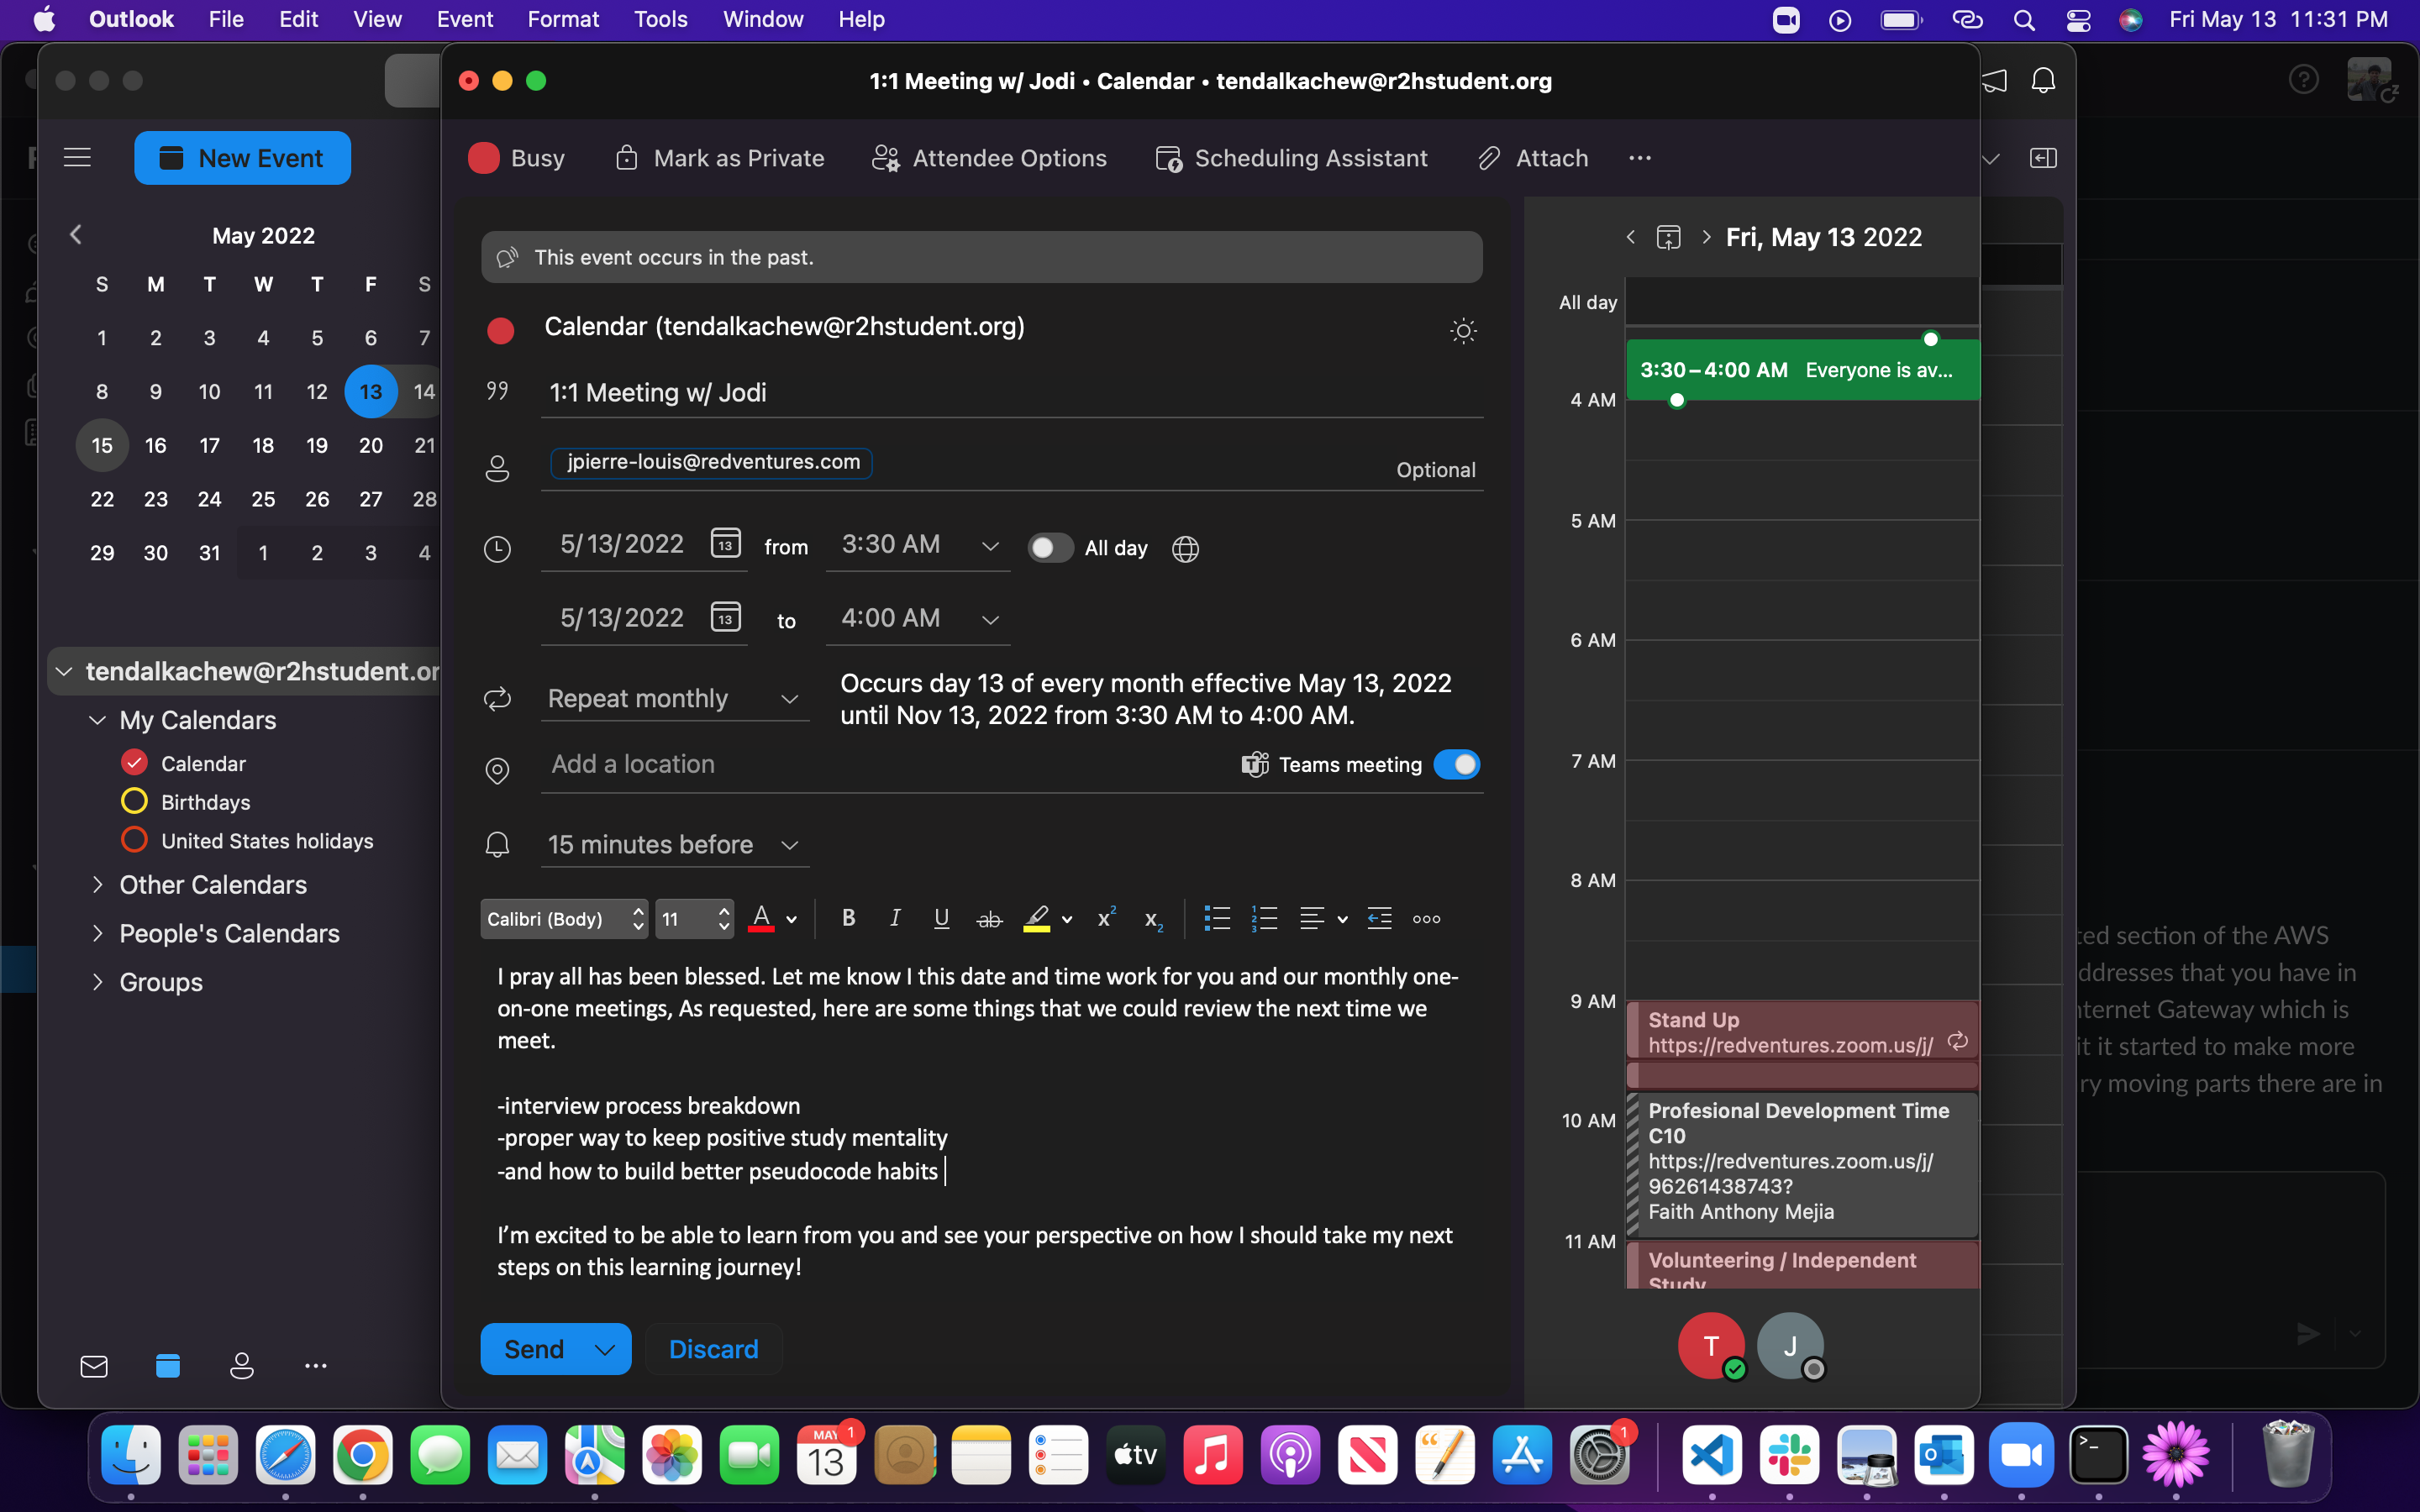 Outlook File Edit View Event Format Tools Window Help Fri May 13 11:31 PM
1:1 Meeting w/ Jodi • Calendar • tendalkachew@r2hstudent.org
New Event
May 2022
S M T W T F S
1 2 3 4 5 6 7
8 9 10 11 12 13 14
15 16 17 18 19 20 21
22 23 24 25 26 27 28
29 30 31 1 2 3 4
tendalkachew@r2hstudent.or
My Calendars
Calendar
Birthdays
United States holidays
Other Calendars
People's Calendars
Groups
Busy Mark as Private Attendee Options Scheduling Assistant Attach
This event occurs in the past.
Calendar (tendalkachew@r2hstudent.org)
1:1 Meeting w/ Jodi
jpierre-louis@redventures.com Optional
5/13/2022 13 from 3:30 AM All day
5/13/2022 13 to 4:00 AM
Repeat monthly
Occurs day 13 of every month effective May 13, 2022
until Nov 13, 2022 from 3:30 AM to 4:00 AM.
Add a location Teams meeting
15 minutes before
Calibri (Body) 11 A B I U ab x2 x2
I pray all has been blessed. Let me know I this date and time work for you and our monthly one-
on-one meetings, As requested, here are some things that we could review the next time we
meet.
-interview process breakdown
-proper way to keep positive study mentality
-and how to build better pseudocode habits
I'm excited to be able to learn from you and see your perspective on how I should take my next
steps on this learning journey!
Send Discard
Fri, May 13 2022
All day
3:30 – 4:00 AM Everyone is av...
4 AM
5 AM
6 AM
7 AM
8 AM
9 AM
Stand Up
https://redventures.zoom.us/j/
10 AM
Profesional Development Time
C10
https://redventures.zoom.us/j/
96261438743?
Faith Anthony Mejia
11 AM
Volunteering / Independent
Study
T J
ted section of the AWS
ddresses that you have in
nternet Gateway which is
it it started to make more
ry moving parts there are in
MAY 13 1
tv
1